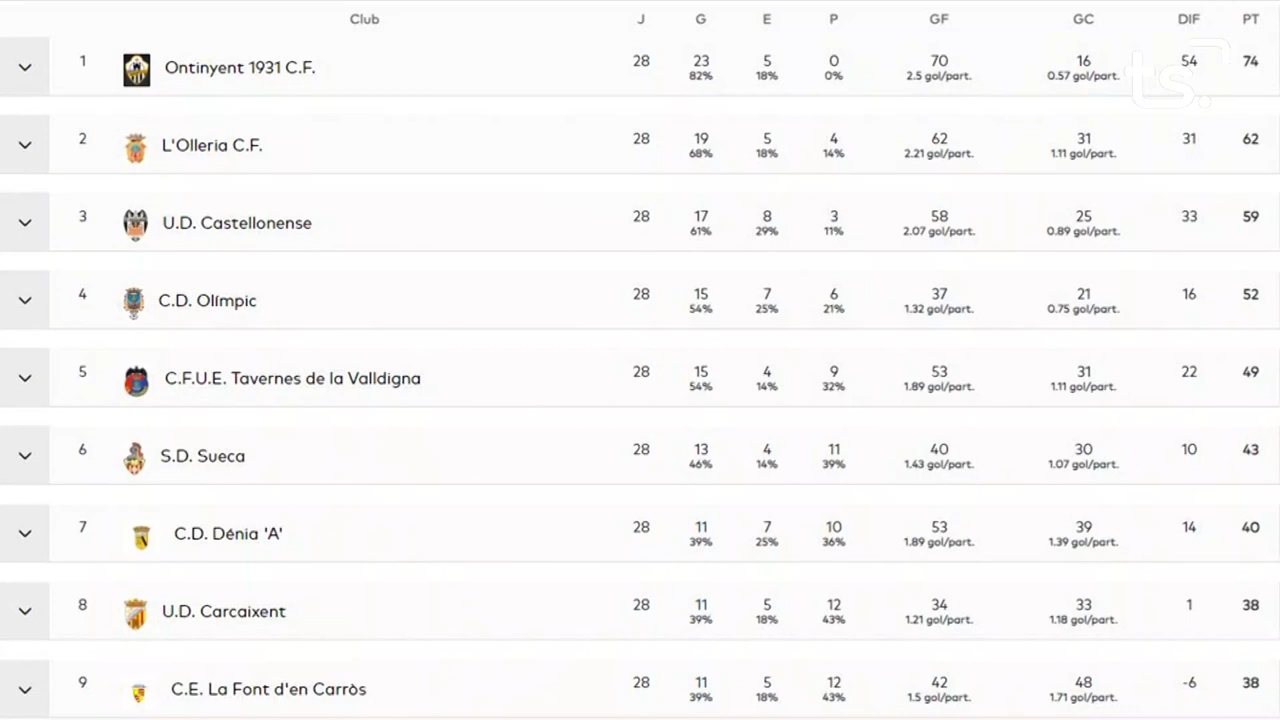 Club J G E P GF GC DIF PT
1 Ontinyent 1931 C.F. 28 23 5 0 70 16 54 74
82% 18% 0% 2.5 gol/part. 0.57 gol/part.
ts.
2 L'Olleria C.F. 28 19 5 4 62 31 31 62
68% 18% 14% 2.21 gol/part. 1.11 gol/part.
3 U.D. Castellonense 28 17 8 3 58 25 33 59
61% 29% 11% 2.07 gol/part. 0.89 gol/part.
4 C.D. Olímpic 28 15 7 6 37 21 16 52
54% 25% 21% 1.32 gol/part. 0.75 gol/part.
5 C.F.U.E. Tavernes de la Valldigna 28 15 4 9 53 31 22 49
54% 14% 32% 1.89 gol/part. 1.11 gol/part.
6 S.D. Sueca 28 13 4 11 40 30 10 43
46% 14% 39% 1.43 gol/part. 1.07 gol/part.
7 C.D. Dénia 'A' 28 11 7 10 53 39 14 40
39% 25% 36% 1.89 gol/part. 1.39 gol/part.
8 U.D. Carcaixent 28 11 5 12 34 33 1 38
39% 18% 43% 1.21 gol/part. 1.18 gol/part.
9 C.E. La Font d'en Carròs 28 11 5 12 42 48 -6 38
39% 18% 43% 1.5 gol/part. 1.71 gol/part.